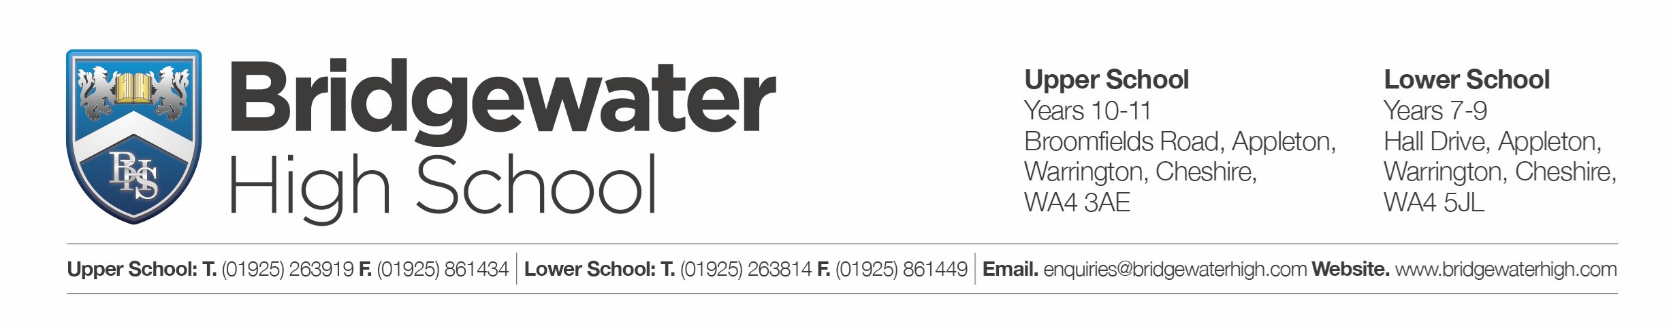 BHS
Bridgewater
High School
Upper School
Years 10-11
Broomfields Road, Appleton,
Warrington, Cheshire,
WA4 3AE
Lower School
Years 7-9
Hall Drive, Appleton,
Warrington, Cheshire,
WA4 5JL
Upper School: T. (01925) 263919 F. (01925) 861434 Lower School: T. (01925) 263814 F. (01925) 861449 Email. enquiries@bridgewaterhigh.com Website. www.bridgewaterhigh.com